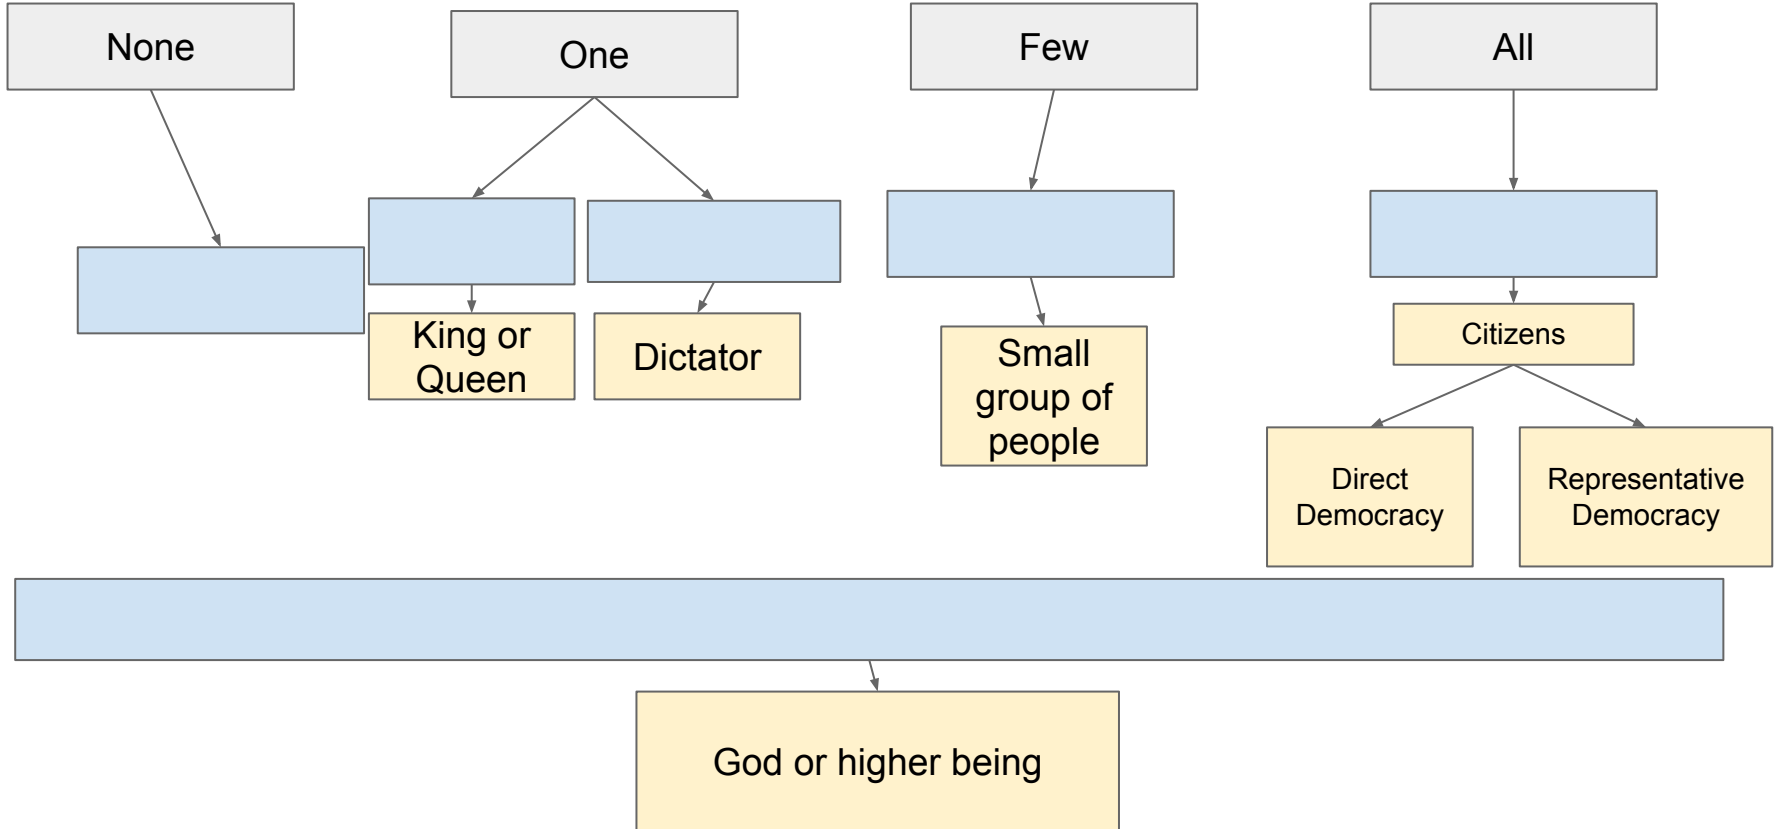 None
One
Few
All
King or
Queen
Dictator
Small
group of
people
Citizens
Direct
Democracy
Representative
Democracy
God or higher being